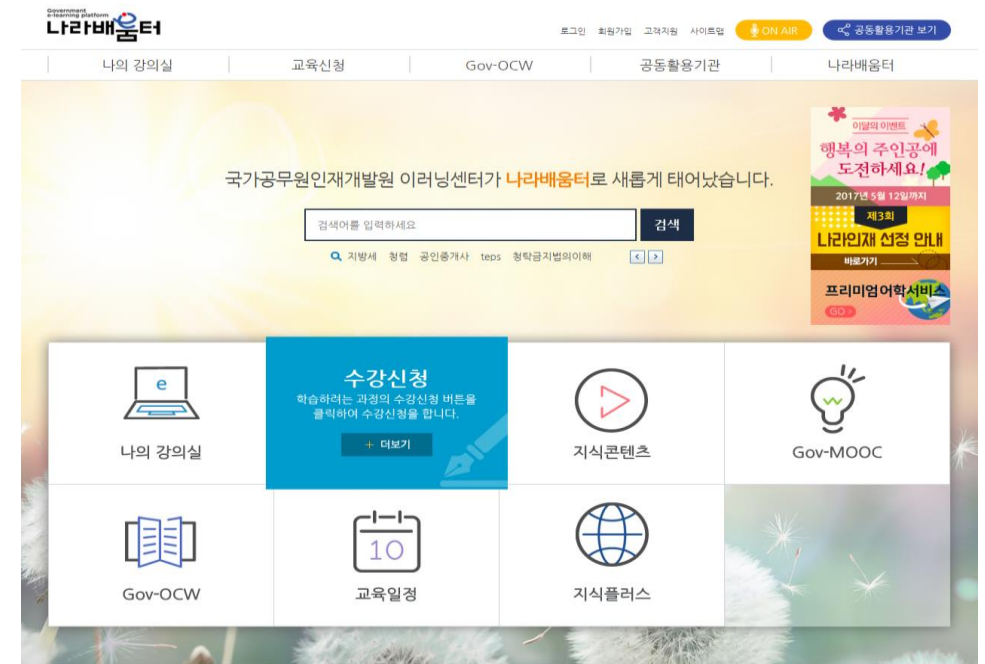 Government
e-learning platform
나라배움터
로그인 회원가입 고객지원 사이트맵 ON AIR 공동활용기관 보기
나의 강의실 교육신청 Gov-OCW 공동활용기관 나라배움터
이달의 이벤트
행복의 주인공에
도전하세요!
2017년 5월 12일까지
제3회
나라인재 선정 안내
바로가기
프리미엄어학서비스
GO >
국가공무원인재개발원 이러닝센터가 나라배움터로 새롭게 태어났습니다.
검색어를 입력하세요 검색
지방세 청렴 공인중개사 teps 청탁금지법의이해 < >
e
나의 강의실
수강신청
학습하려는 과정의 수강신청 버튼을
클릭하여 수강신청을 합니다.
+ 더보기
지식콘텐츠
Gov-MOOC
Gov-OCW
10
교육일정
지식플러스